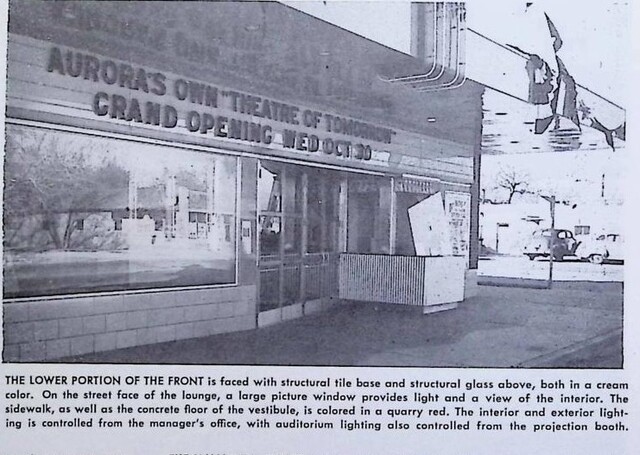 AURORA'S OWN "THEATRE OF TOMORROW"
GRAND OPENING WED OCT 30
THE LOWER PORTION OF THE FRONT is faced with structural tile base and structural glass above, both in a cream
color. On the street face of the lounge, a large picture window provides light and a view of the interior. The
sidewalk, as well as the concrete floor of the vestibule, is colored in a quarry red. The interior and exterior light-
ing is controlled from the manager's office, with auditorium lighting also controlled from the projection booth.